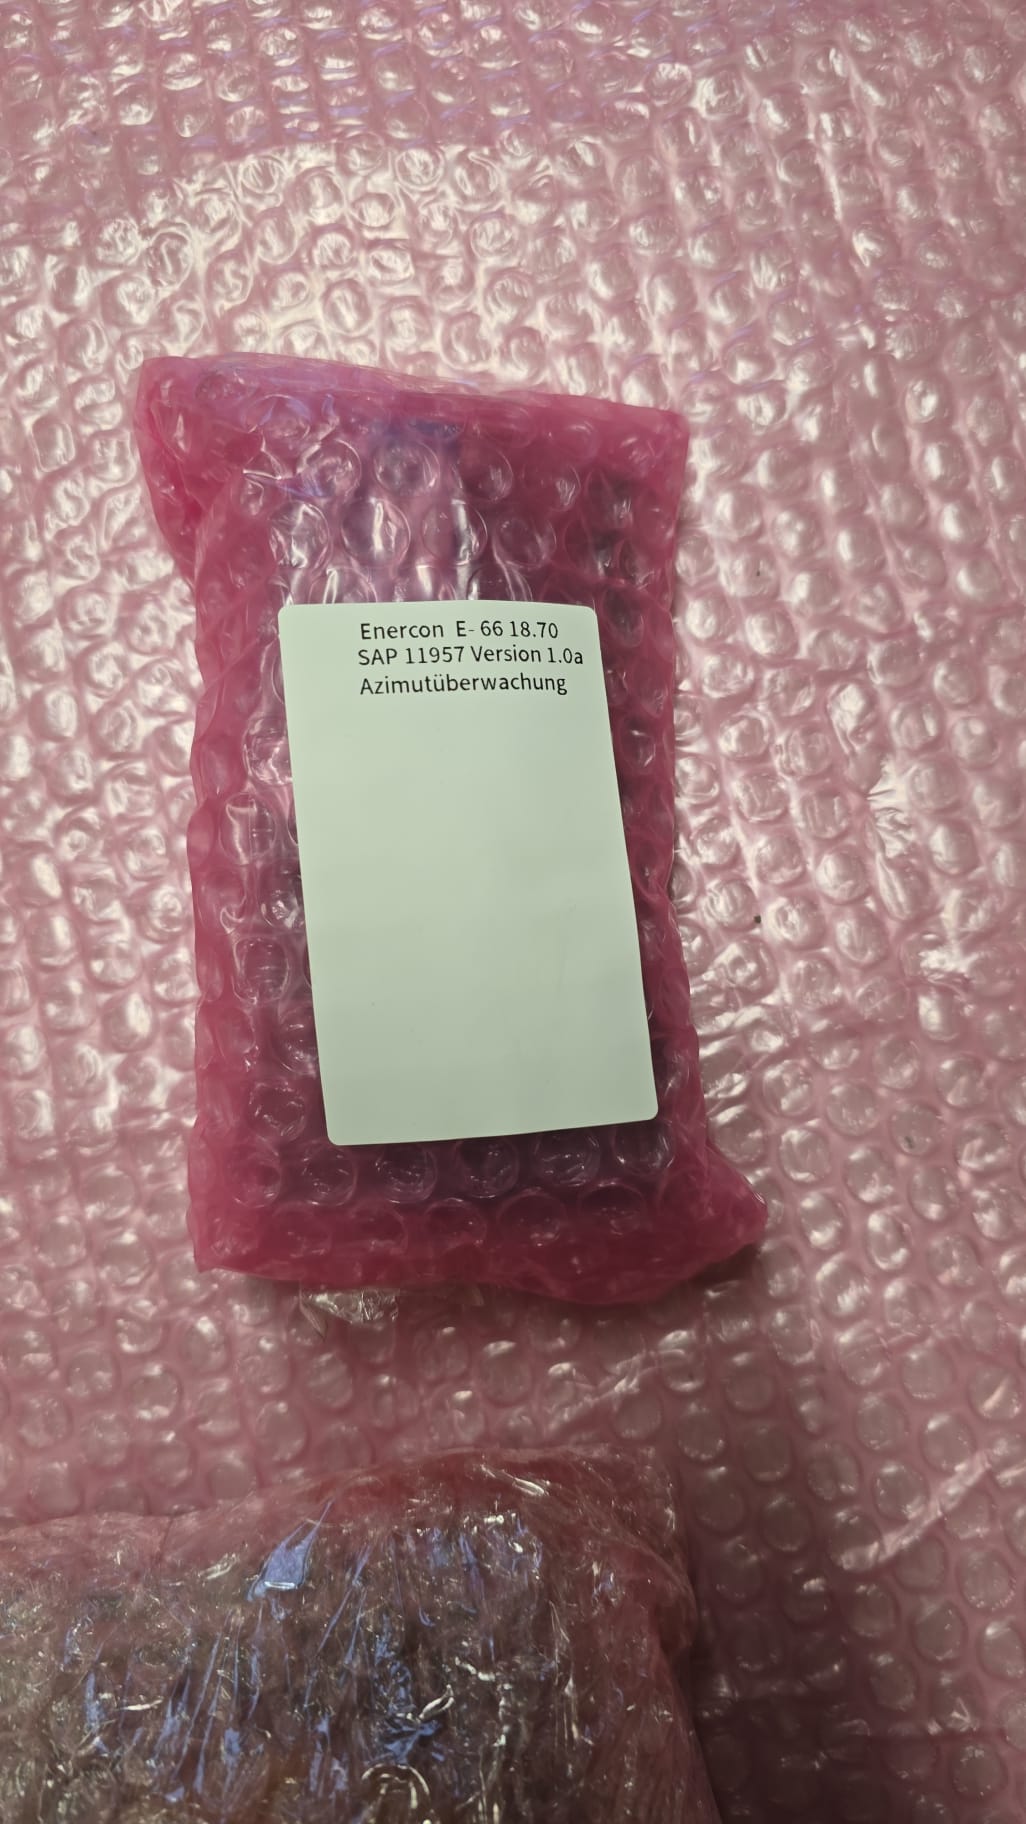 Enercon E- 66 18.70
SAP 11957 Version 1.0a
Azimutüberwachung